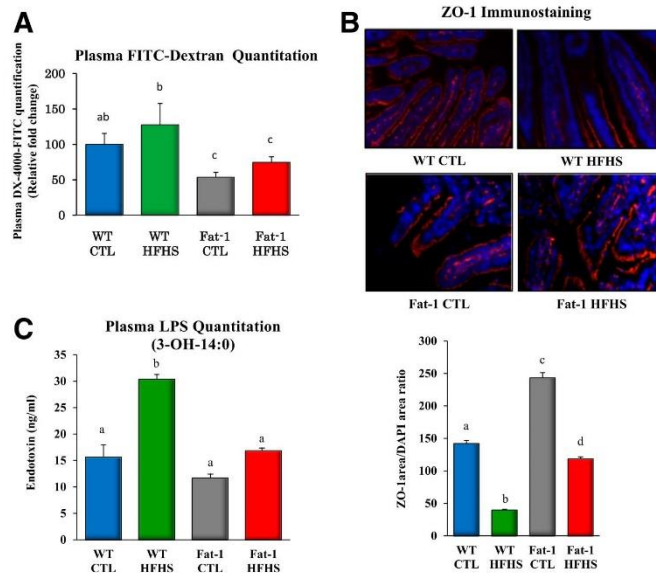 A
Plasma FITC-Dextran Quantitation
Plasma DX-4000-FITC quantification
(Relative fold change)
200
150
100
50
0
ab
b
c
c
WT
CTL
WT
HFHS
Fat-1
CTL
Fat-1
HFHS
B
ZO-1 Immunostaining
WT CTL
WT HFHS
Fat-1 CTL
Fat-1 HFHS
ZO-1area/DAPI area ratio
300
250
200
150
100
50
0
a
b
c
d
WT
CTL
WT
HFHS
Fat-1
CTL
Fat-1
HFHS
C
Plasma LPS Quantitation
(3-OH-14:0)
Endotoxin (ng/ml)
35
30
25
20
15
10
5
0
a
b
a
a
WT
CTL
WT
HFHS
Fat-1
CTL
Fat-1
HFHS